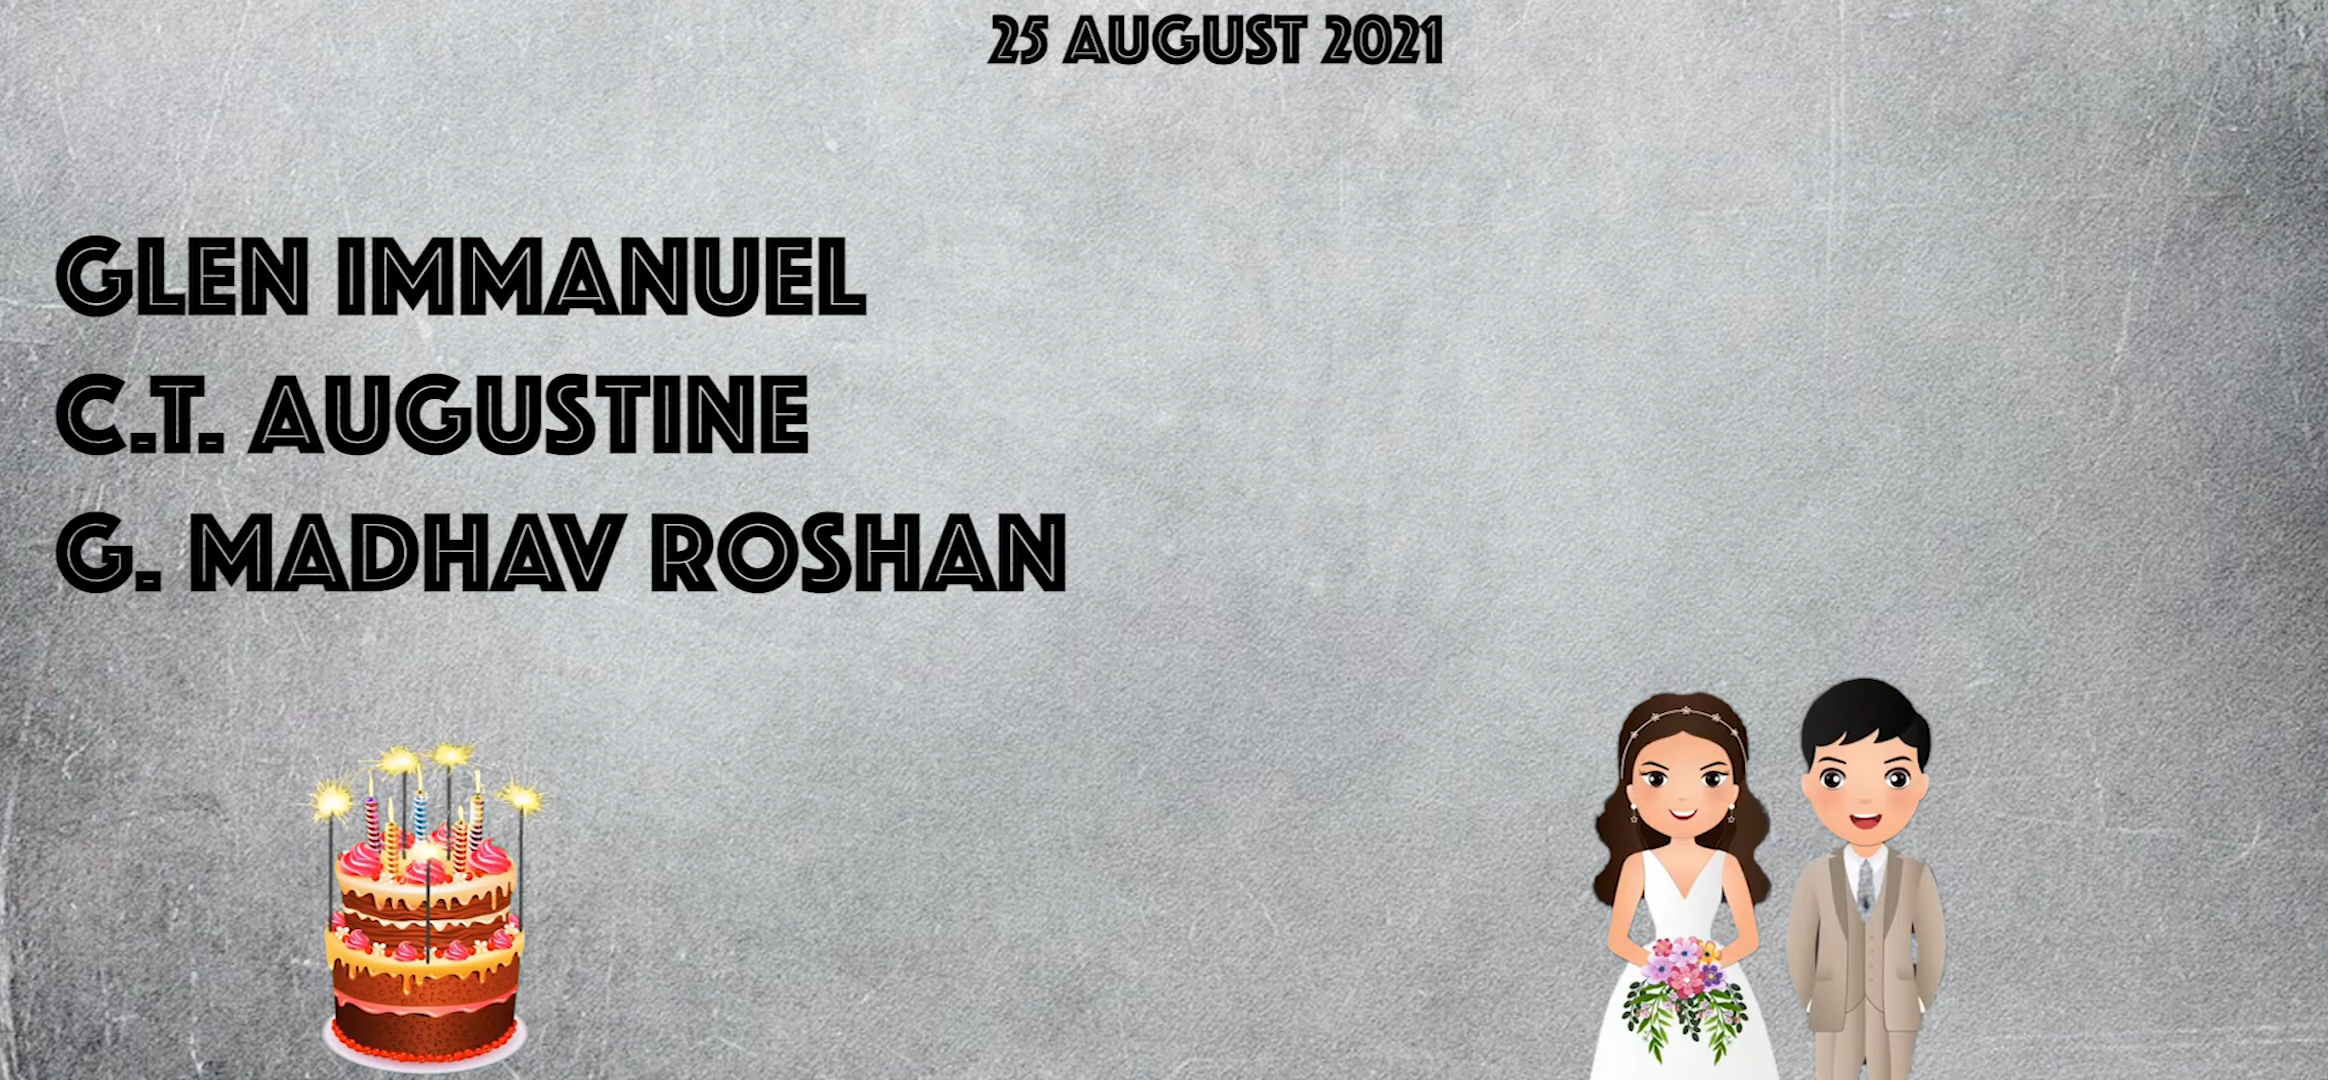 25 AUGUST 2021
GLEN IMMANUEL
C.T. AUGUSTINE
G. MADHAV ROSHAN